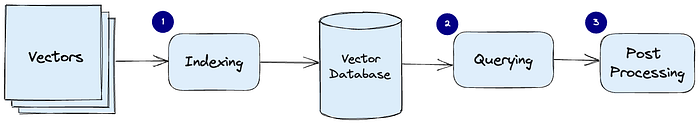 Vectors
1
Indexing
Vector
Database
2
Querying
3
Post
Processing